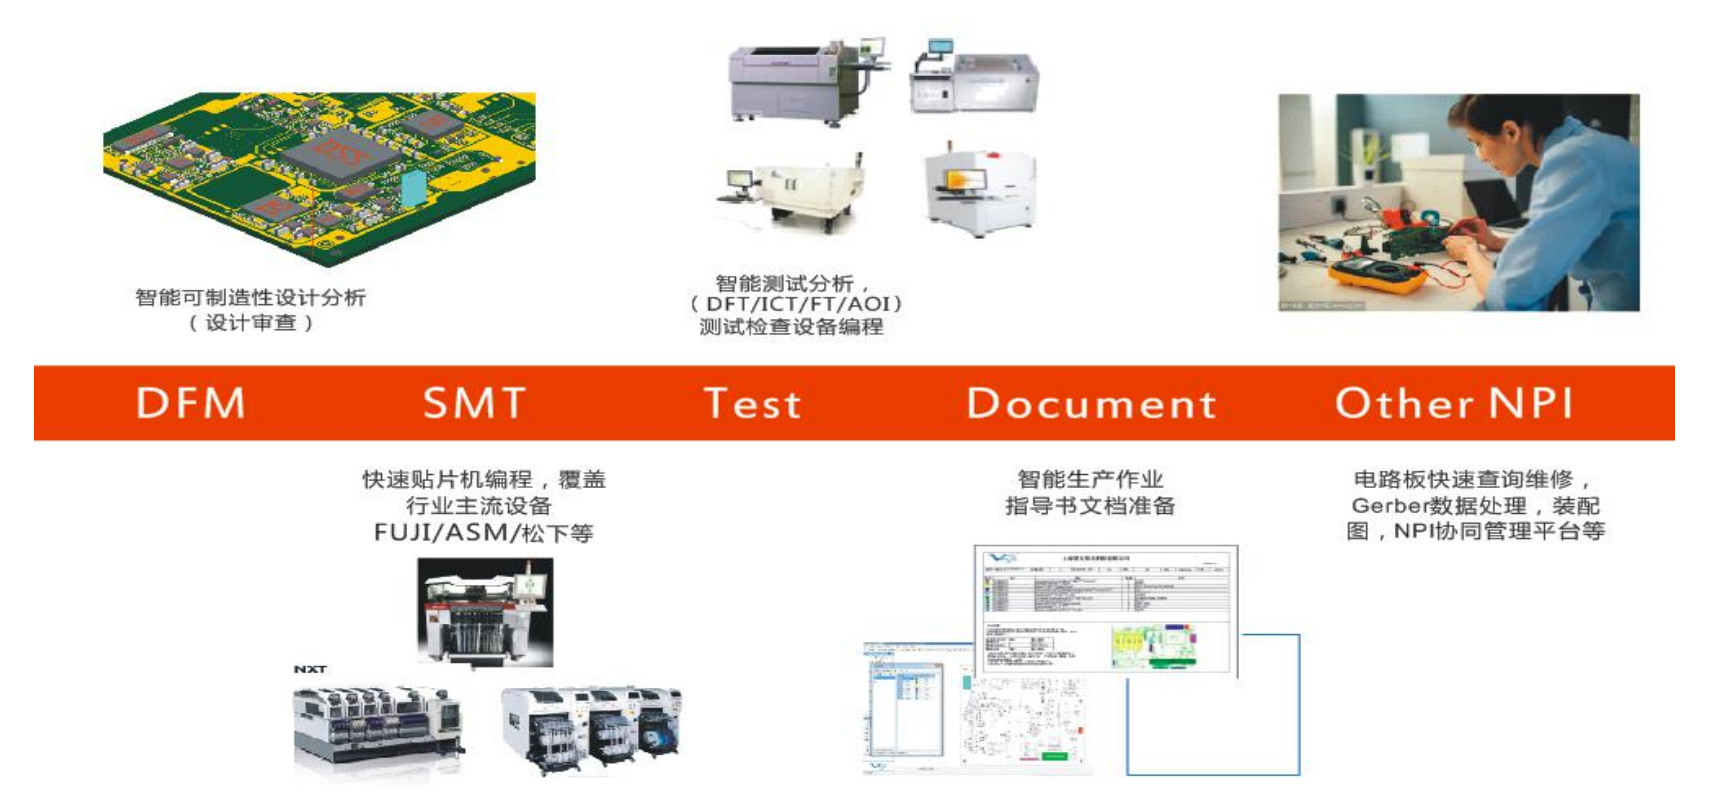 DSS
智能可制造性设计分析
（设计审查）
智能测试分析，
（DFT/ICT/FT/AOI）
测试检查设备编程
DFM
SMT
Test
Document
Other NPI
快速贴片机编程，覆盖
行业主流设备
FUJI/ASM/松下等
NXT
智能生产作业
指导书文档准备
电路板快速查询维修，
Gerber数据处理，装配
图，NPI协同管理平台等